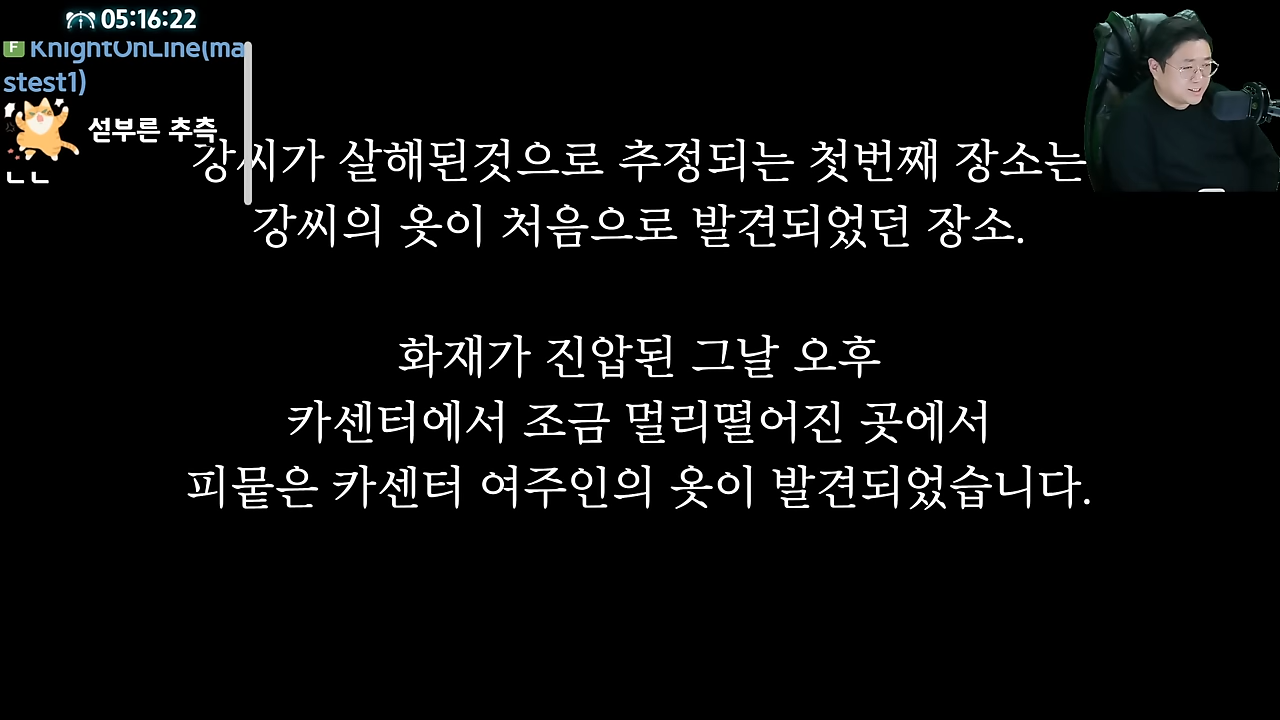 05:16:22
F KnightOnLine(ma
stest1)
섣부른 추측
ㄴㄴ
강씨가 살해된것으로 추정되는 첫번째 장소는
강씨의 옷이 처음으로 발견되었던 장소.
화재가 진압된 그날 오후
카센터에서 조금 멀리떨어진 곳에서
피뭍은 카센터 여주인의 옷이 발견되었습니다.